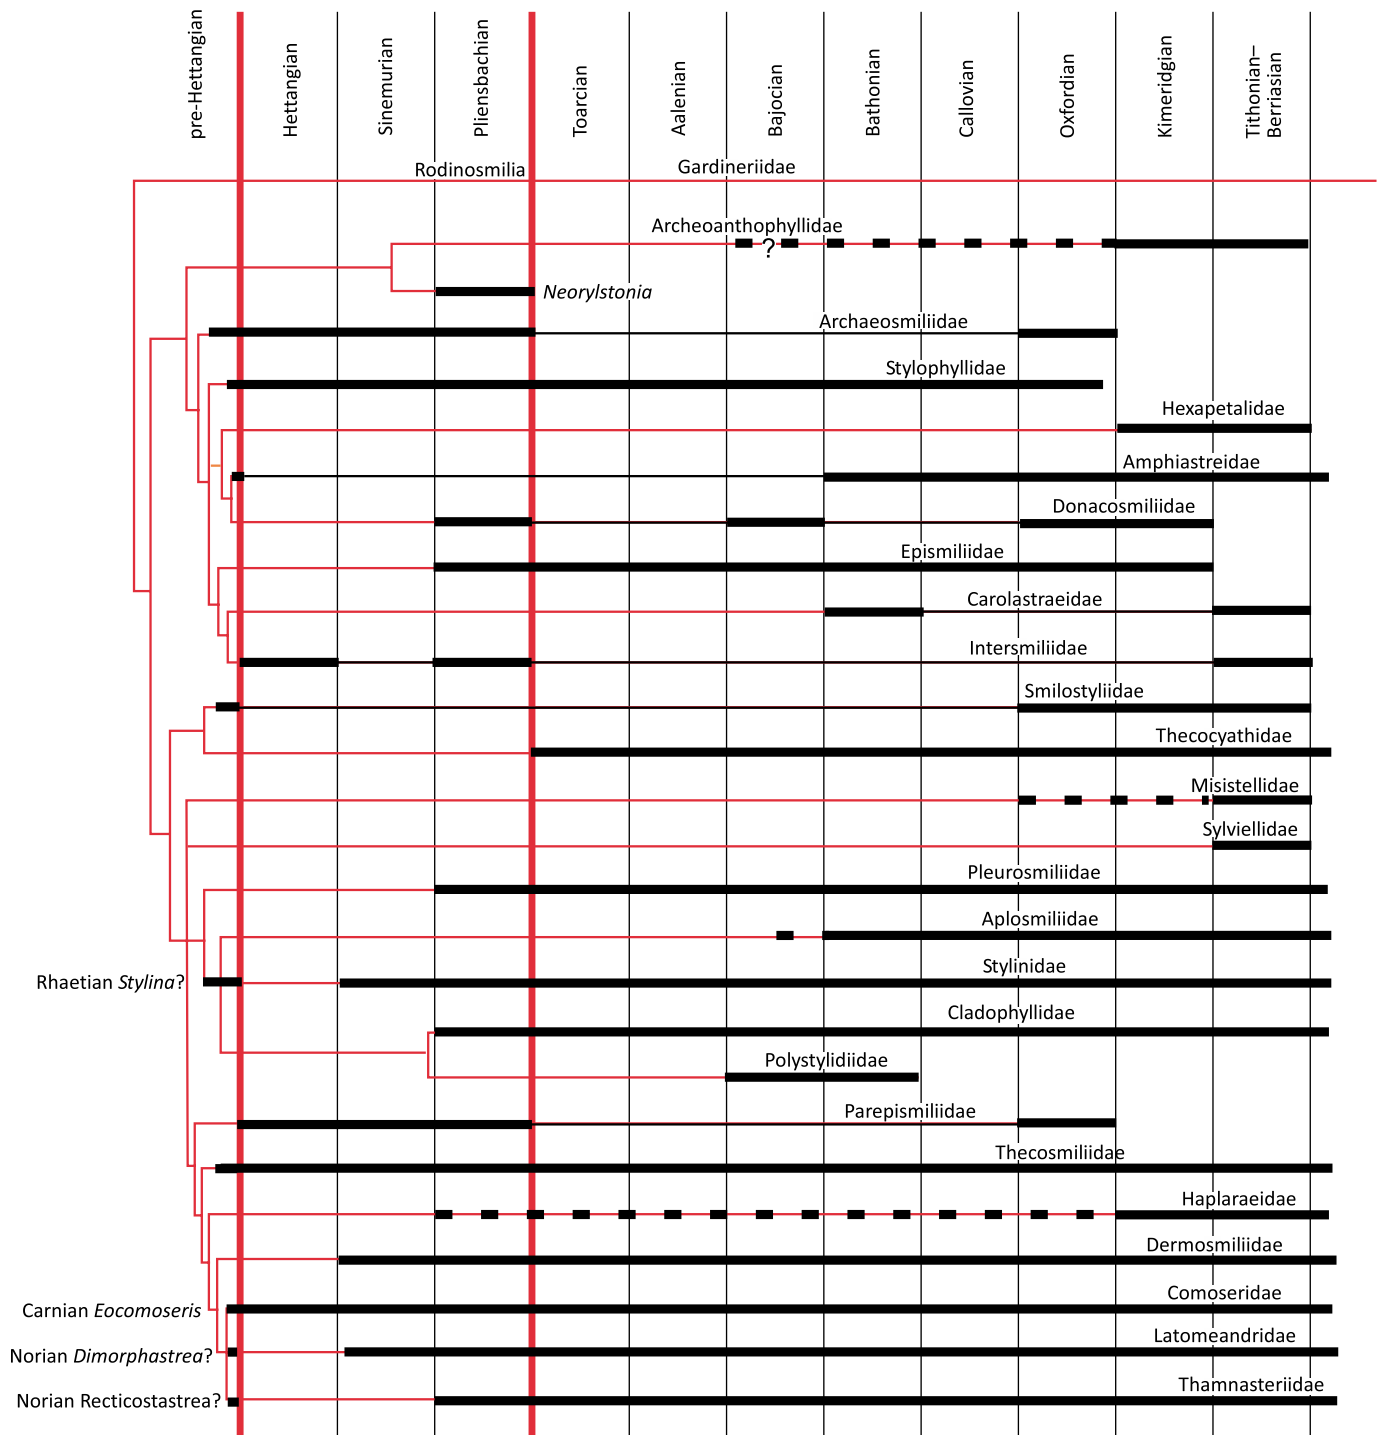 pre-Hettangian
Hettangian
Sinemurian
Pliensbachian
Toarcian
Aalenian
Bajocian
Bathonian
Callovian
Oxfordian
Kimeridgian
Tithonian–
Berriasian
Rodinosmilia
Gardineriidae
Archeoanthophyllidae
?
Neorylstonia
Archaeosmiliidae
Stylophyllidae
Hexapetalidae
Amphiastreidae
Donacosmiliidae
Epismiliidae
Carolastraeidae
Intersmiliidae
Smilostyliidae
Thecocyathidae
Misistellidae
Sylviellidae
Pleurosmiliidae
Aplosmiliidae
Rhaetian Stylina?
Stylinidae
Cladophyllidae
Polystylidiidae
Parepismiliidae
Thecosmiliidae
Haplaraeidae
Dermosmiliidae
Carnian Eocomoseris
Comoseridae
Norian Dimorphastrea?
Latomeandridae
Norian Recticostastrea?
Thamnasteriidae